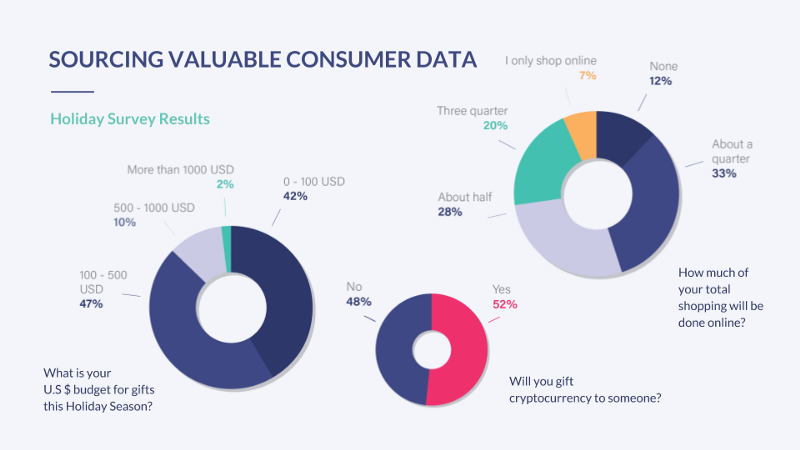 SOURCING VALUABLE CONSUMER DATA
Holiday Survey Results
More than 1000 USD
2%
0 - 100 USD
42%
500 - 1000 USD
10%
100 - 500
USD
47%
What is your
U.S $ budget for gifts
this Holiday Season?
No
48%
Yes
52%
Will you gift
cryptocurrency to someone?
I only shop online
7%
None
12%
Three quarter
20%
About a
quarter
33%
About half
28%
How much of
your total
shopping will be
done online?